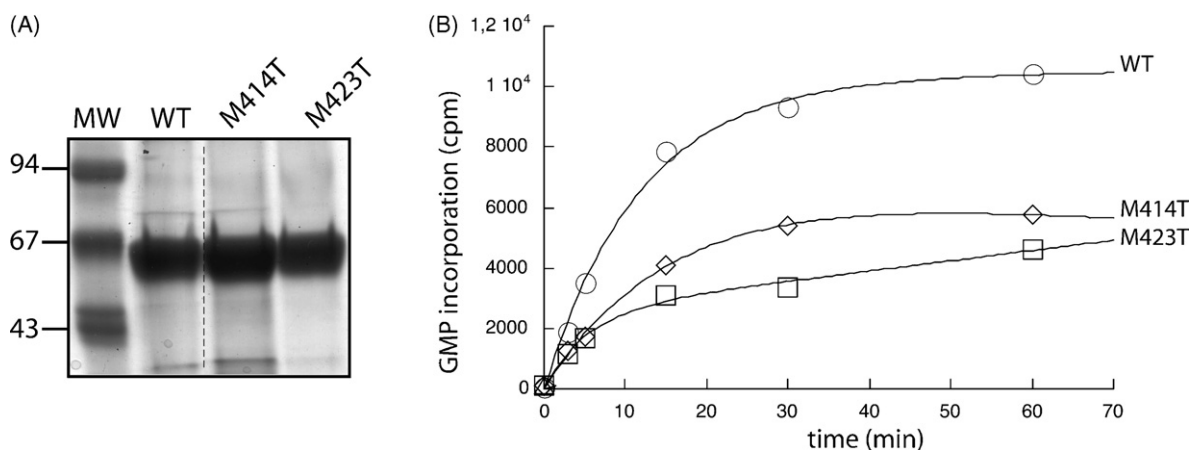 (A)
MW WT M414T M423T
94
67
43
(B)
1,2 10⁴
1 10⁴
8000
6000
4000
2000
0
GMP incorporation (cpm)
WT
M414T
M423T
0 10 20 30 40 50 60 70
time (min)